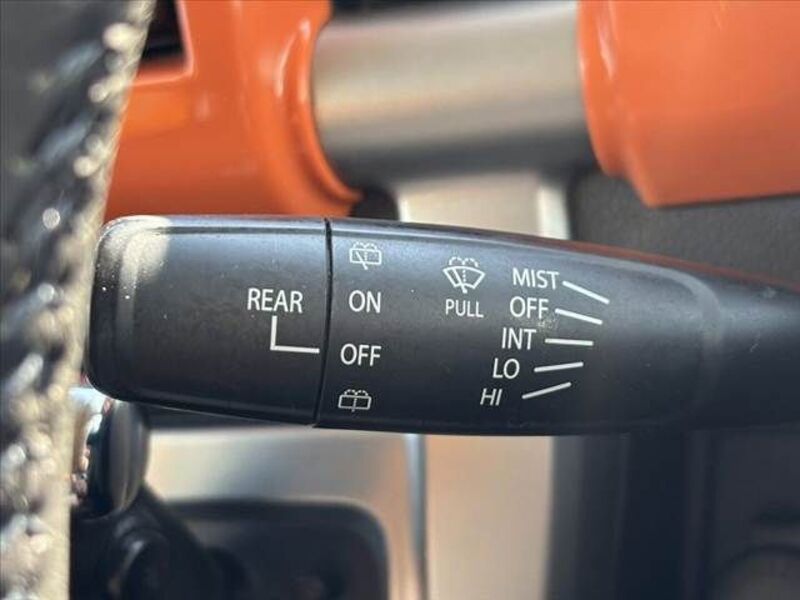 REAR
ON
OFF
PULL
MIST
OFF
INT
LO
HI